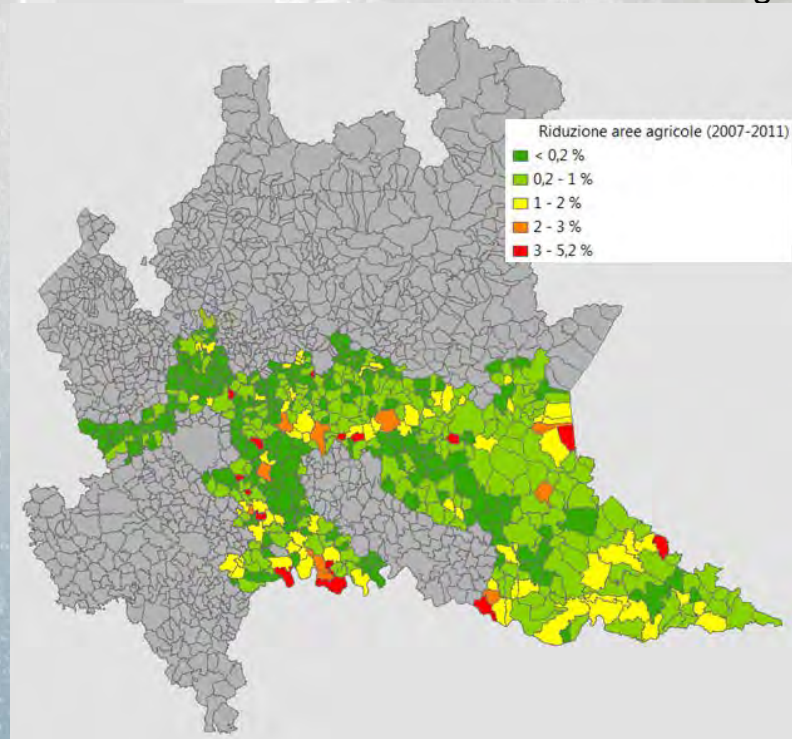 Riduzione aree agricole (2007-2011)
< 0,2 %
0,2 - 1 %
1 - 2 %
2 - 3 %
3 - 5,2 %